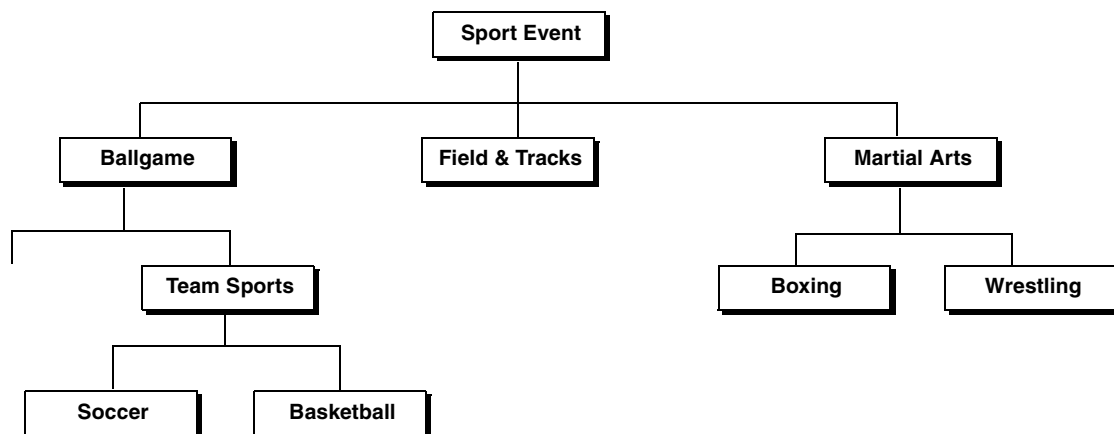 Sport Event
Ballgame
Field & Tracks
Martial Arts
Team Sports
Boxing
Wrestling
Soccer
Basketball